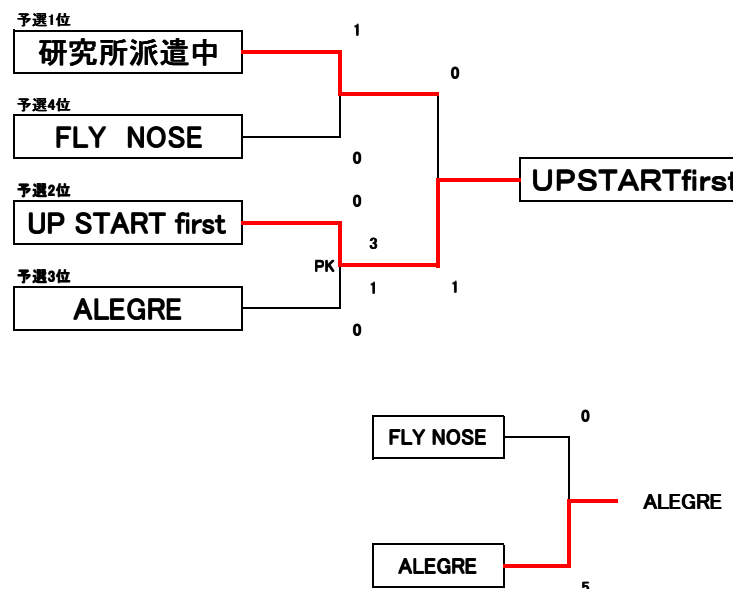 予選1位
1
研究所派遣中
0
予選4位
FLY NOSE
0
予選2位
0
UPSTARTfirst
UP START first
3
PK
予選3位
1
1
ALEGRE
0
0
FLY NOSE
ALEGRE
ALEGRE
5